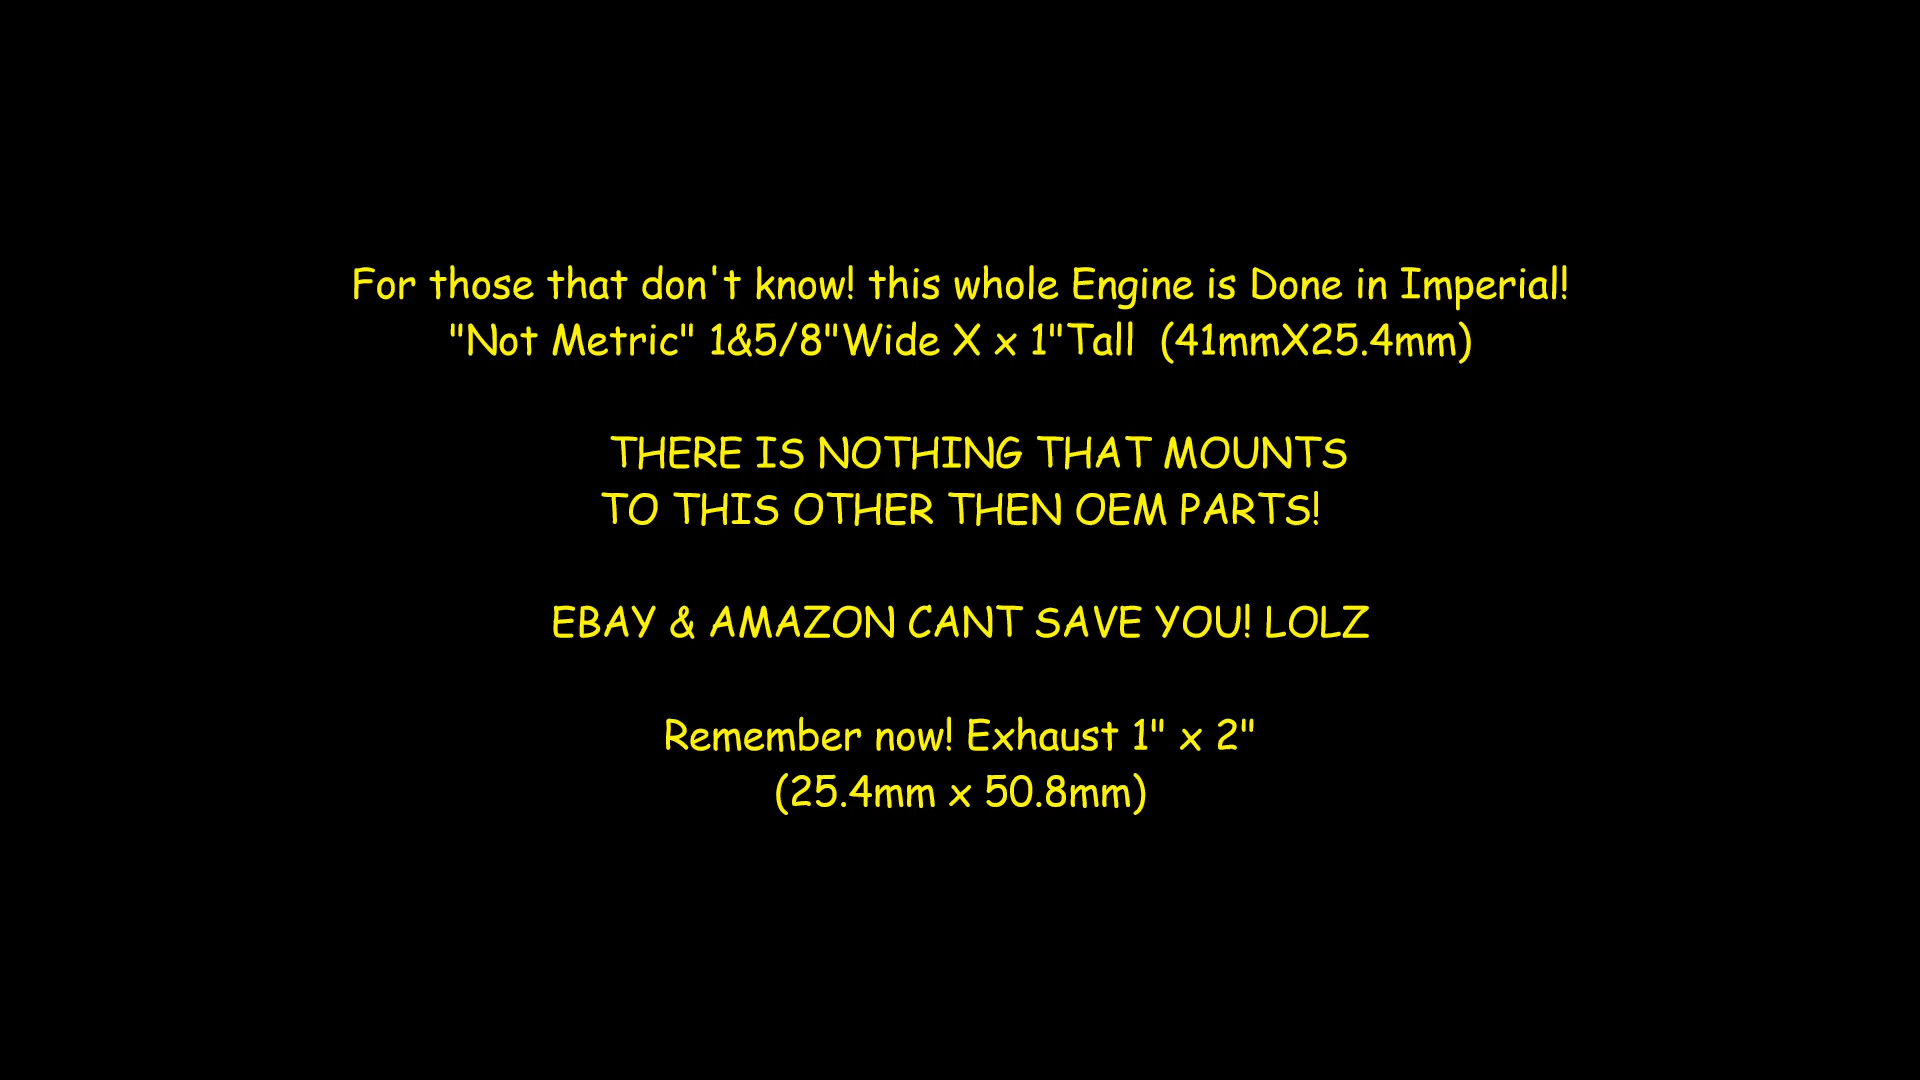 For those that don't know! this whole Engine is Done in Imperial!
"Not Metric" 1&5/8"Wide X x 1"Tall  (41mmX25.4mm)
THERE IS NOTHING THAT MOUNTS
TO THIS OTHER THEN OEM PARTS!
EBAY & AMAZON CANT SAVE YOU! LOLZ
Remember now! Exhaust 1" x 2"
(25.4mm x 50.8mm)